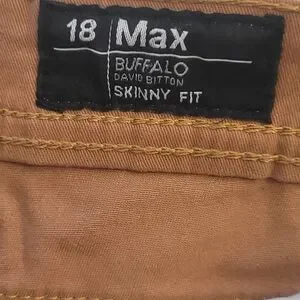 18 Max
BUFFALO
DAVID BITTON
SKINNY FIT